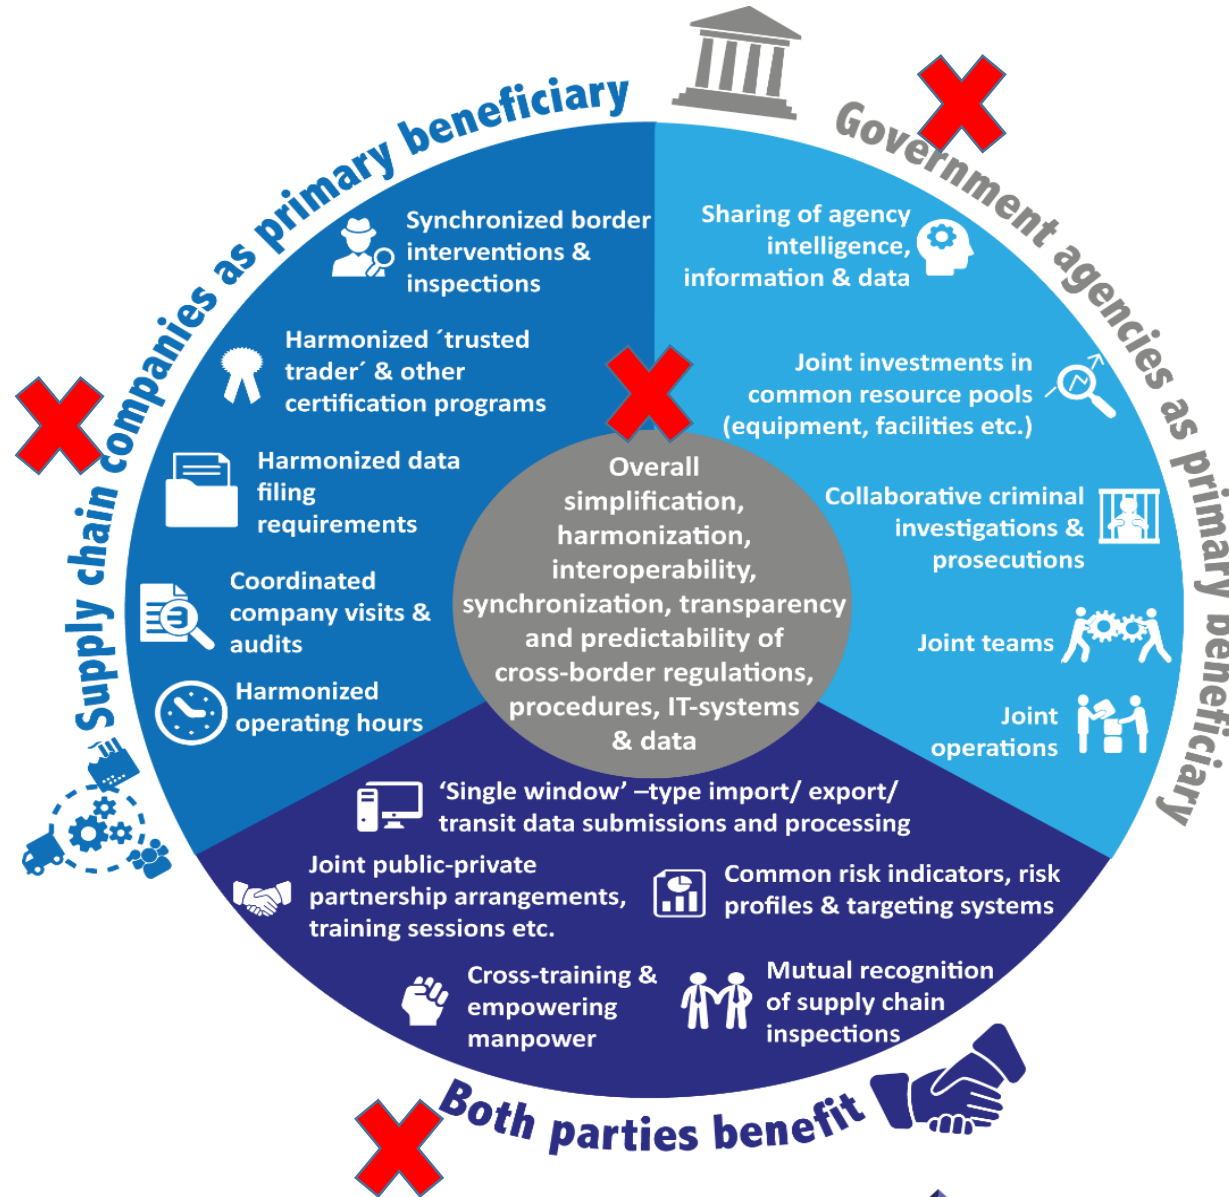 Supply chain companies as primary beneficiary
Synchronized border
interventions &
inspections
Harmonized ´trusted
trader´ & other
certification programs
Harmonized data
filing
requirements
Coordinated
company visits &
audits
Harmonized
operating hours
Government agencies as primary beneficiary
Sharing of agency
intelligence,
information & data
Joint investments in
common resource pools
(equipment, facilities etc.)
Collaborative criminal
investigations &
prosecutions
Joint teams
Joint
operations
Overall
simplification,
harmonization,
interoperability,
synchronization, transparency
and predictability of
cross-border regulations,
procedures, IT-systems
& data
‘Single window’ –type import/ export/
transit data submissions and processing
Joint public-private
partnership arrangements,
training sessions etc.
Common risk indicators, risk
profiles & targeting systems
Cross-training &
empowering
manpower
Mutual recognition
of supply chain
inspections
Both parties benefit